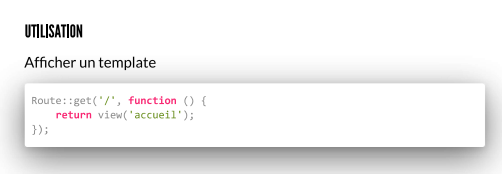 UTILISATION
Afficher un template
Route::get('/', function () {
    return view('accueil');
});